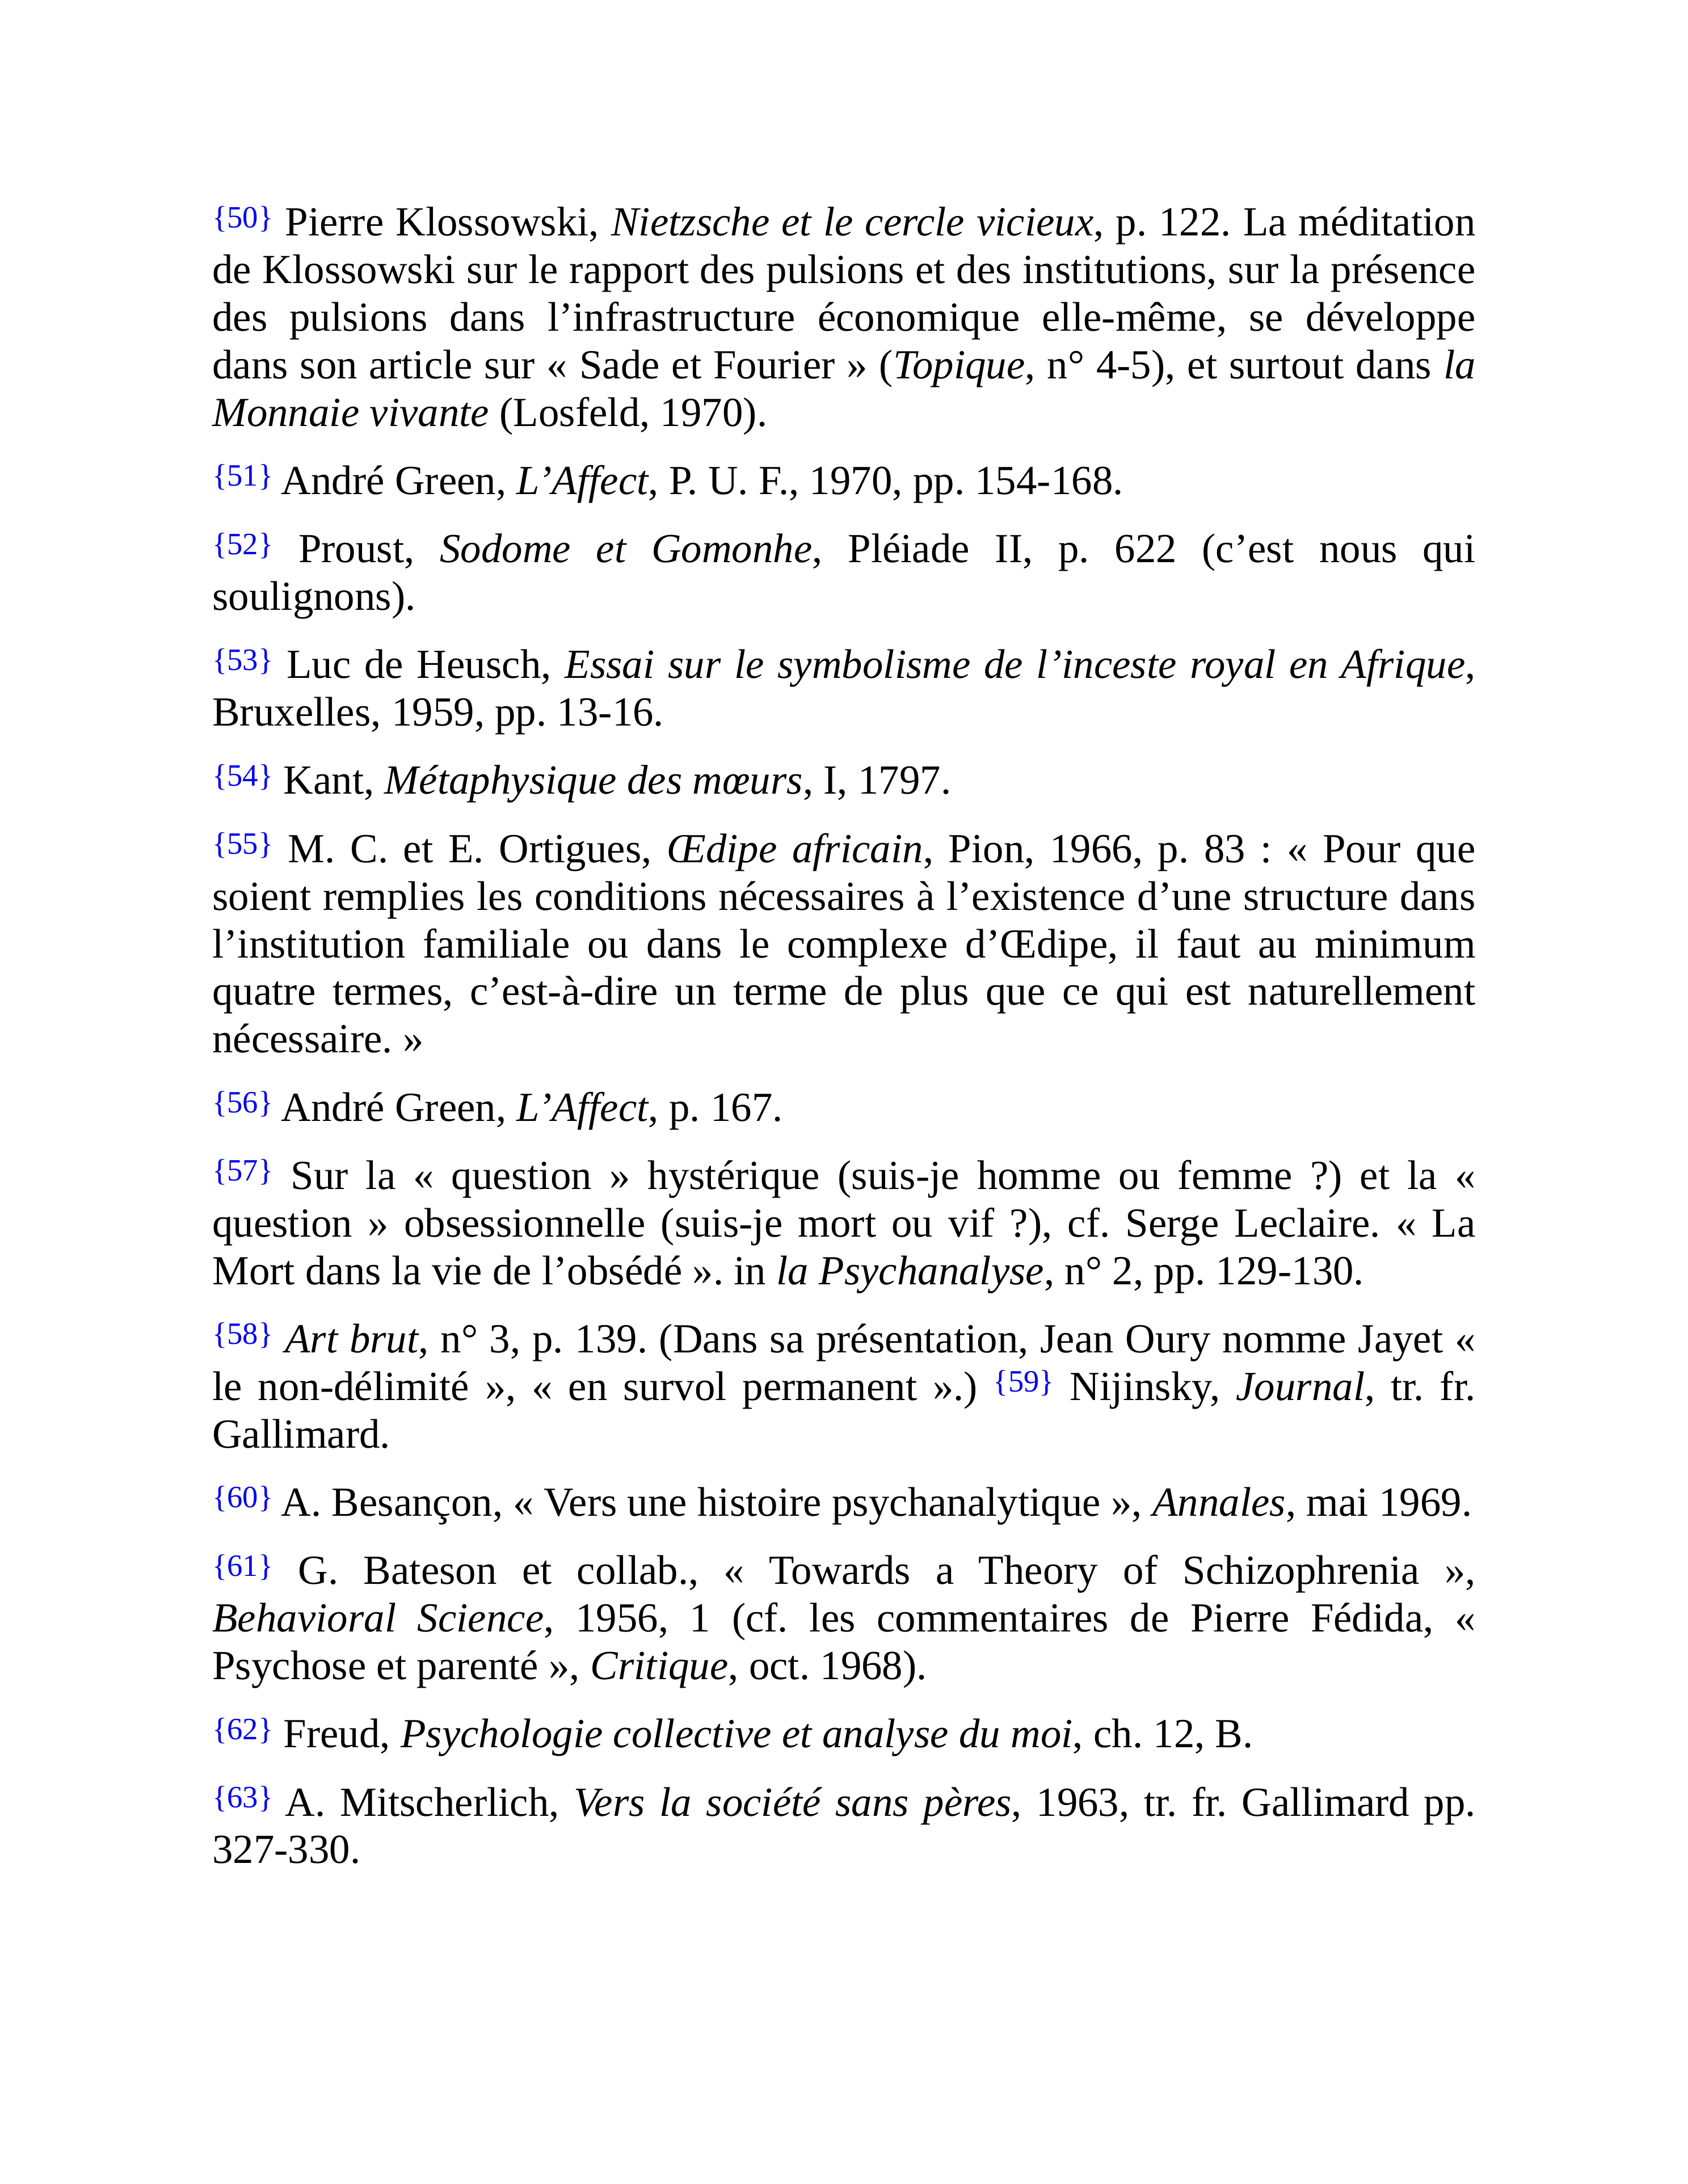 {50} Pierre Klossowski, Nietzsche et le cercle vicieux, p. 122. La méditation
de Klossowski sur le rapport des pulsions et des institutions, sur la présence
des pulsions dans l’infrastructure économique elle-même, se développe
dans son article sur « Sade et Fourier » (Topique, n° 4-5), et surtout dans la
Monnaie vivante (Losfeld, 1970).
{51} André Green, L’Affect, P. U. F., 1970, pp. 154-168.
{52} Proust, Sodome et Gomonhe, Pléiade II, p. 622 (c’est nous qui
soulignons).
{53} Luc de Heusch, Essai sur le symbolisme de l’inceste royal en Afrique,
Bruxelles, 1959, pp. 13-16.
{54} Kant, Métaphysique des mœurs, I, 1797.
{55} M. C. et E. Ortigues, Œdipe africain, Pion, 1966, p. 83 : « Pour que
soient remplies les conditions nécessaires à l’existence d’une structure dans
l’institution familiale ou dans le complexe d’Œdipe, il faut au minimum
quatre termes, c’est-à-dire un terme de plus que ce qui est naturellement
nécessaire. »
{56} André Green, L’Affect, p. 167.
{57} Sur la « question » hystérique (suis-je homme ou femme ?) et la «
question » obsessionnelle (suis-je mort ou vif ?), cf. Serge Leclaire. « La
Mort dans la vie de l’obsédé ». in la Psychanalyse, n° 2, pp. 129-130.
{58} Art brut, n° 3, p. 139. (Dans sa présentation, Jean Oury nomme Jayet «
le non-délimité », « en survol permanent ».) {59} Nijinsky, Journal, tr. fr.
Gallimard.
{60} A. Besançon, « Vers une histoire psychanalytique », Annales, mai 1969.
{61} G. Bateson et collab., « Towards a Theory of Schizophrenia »,
Behavioral Science, 1956, 1 (cf. les commentaires de Pierre Fédida, «
Psychose et parenté », Critique, oct. 1968).
{62} Freud, Psychologie collective et analyse du moi, ch. 12, B.
{63} A. Mitscherlich, Vers la société sans pères, 1963, tr. fr. Gallimard pp.
327-330.